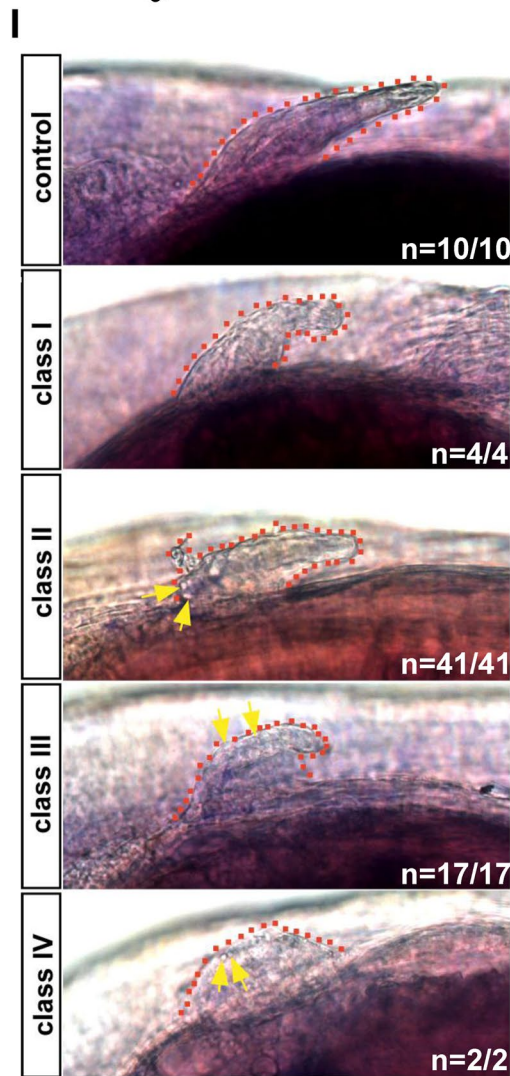 I
control
n=10/10
class I
n=4/4
class II
n=41/41
class III
n=17/17
class IV
n=2/2